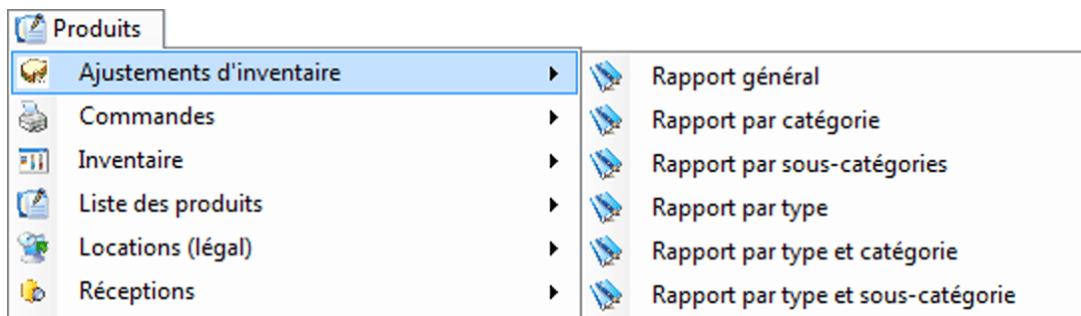 Produits
Ajustements d'inventaire
Commandes
Inventaire
Liste des produits
Locations (légal)
Réceptions
Rapport général
Rapport par catégorie
Rapport par sous-catégories
Rapport par type
Rapport par type et catégorie
Rapport par type et sous-catégorie